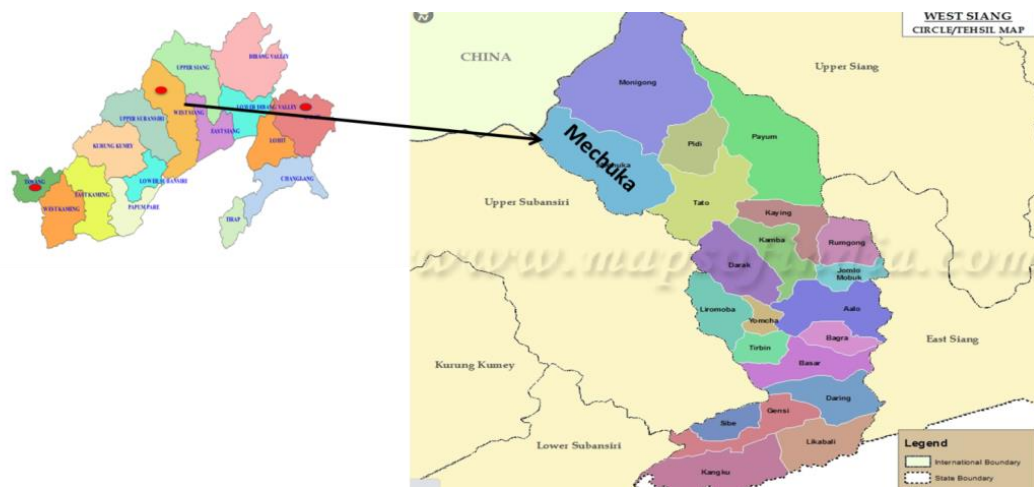 DIBANG VALLEY
UPPER SIANG
WEST SIANG
LOWER DIBANG VALLEY
UPPER SUBANSIRI
EAST SIANG
LOHIT
KURUNG KUMEY
CHANGLANG
EAST KAMENG
WEST KAMENG
PAPUM PARE
TIRAP
WEST SIANG
CIRCLE/TEHSIL MAP
N
CHINA
Upper Siang
Monigong
Mechuka
Pidi
Payum
Upper Subansiri
Tato
Kaying
Kamba
Rumgong
Darak
Jomlo
Mobuk
www.mapsofindia.com
Liromoba
Yomcha
Aalo
Tirbin
Bagra
East Siang
Basar
Kurung Kumey
Daring
Gensi
Sibe
Likabali
Lower Subansiri
Kangku
Legend
International Boundary
State Boundary